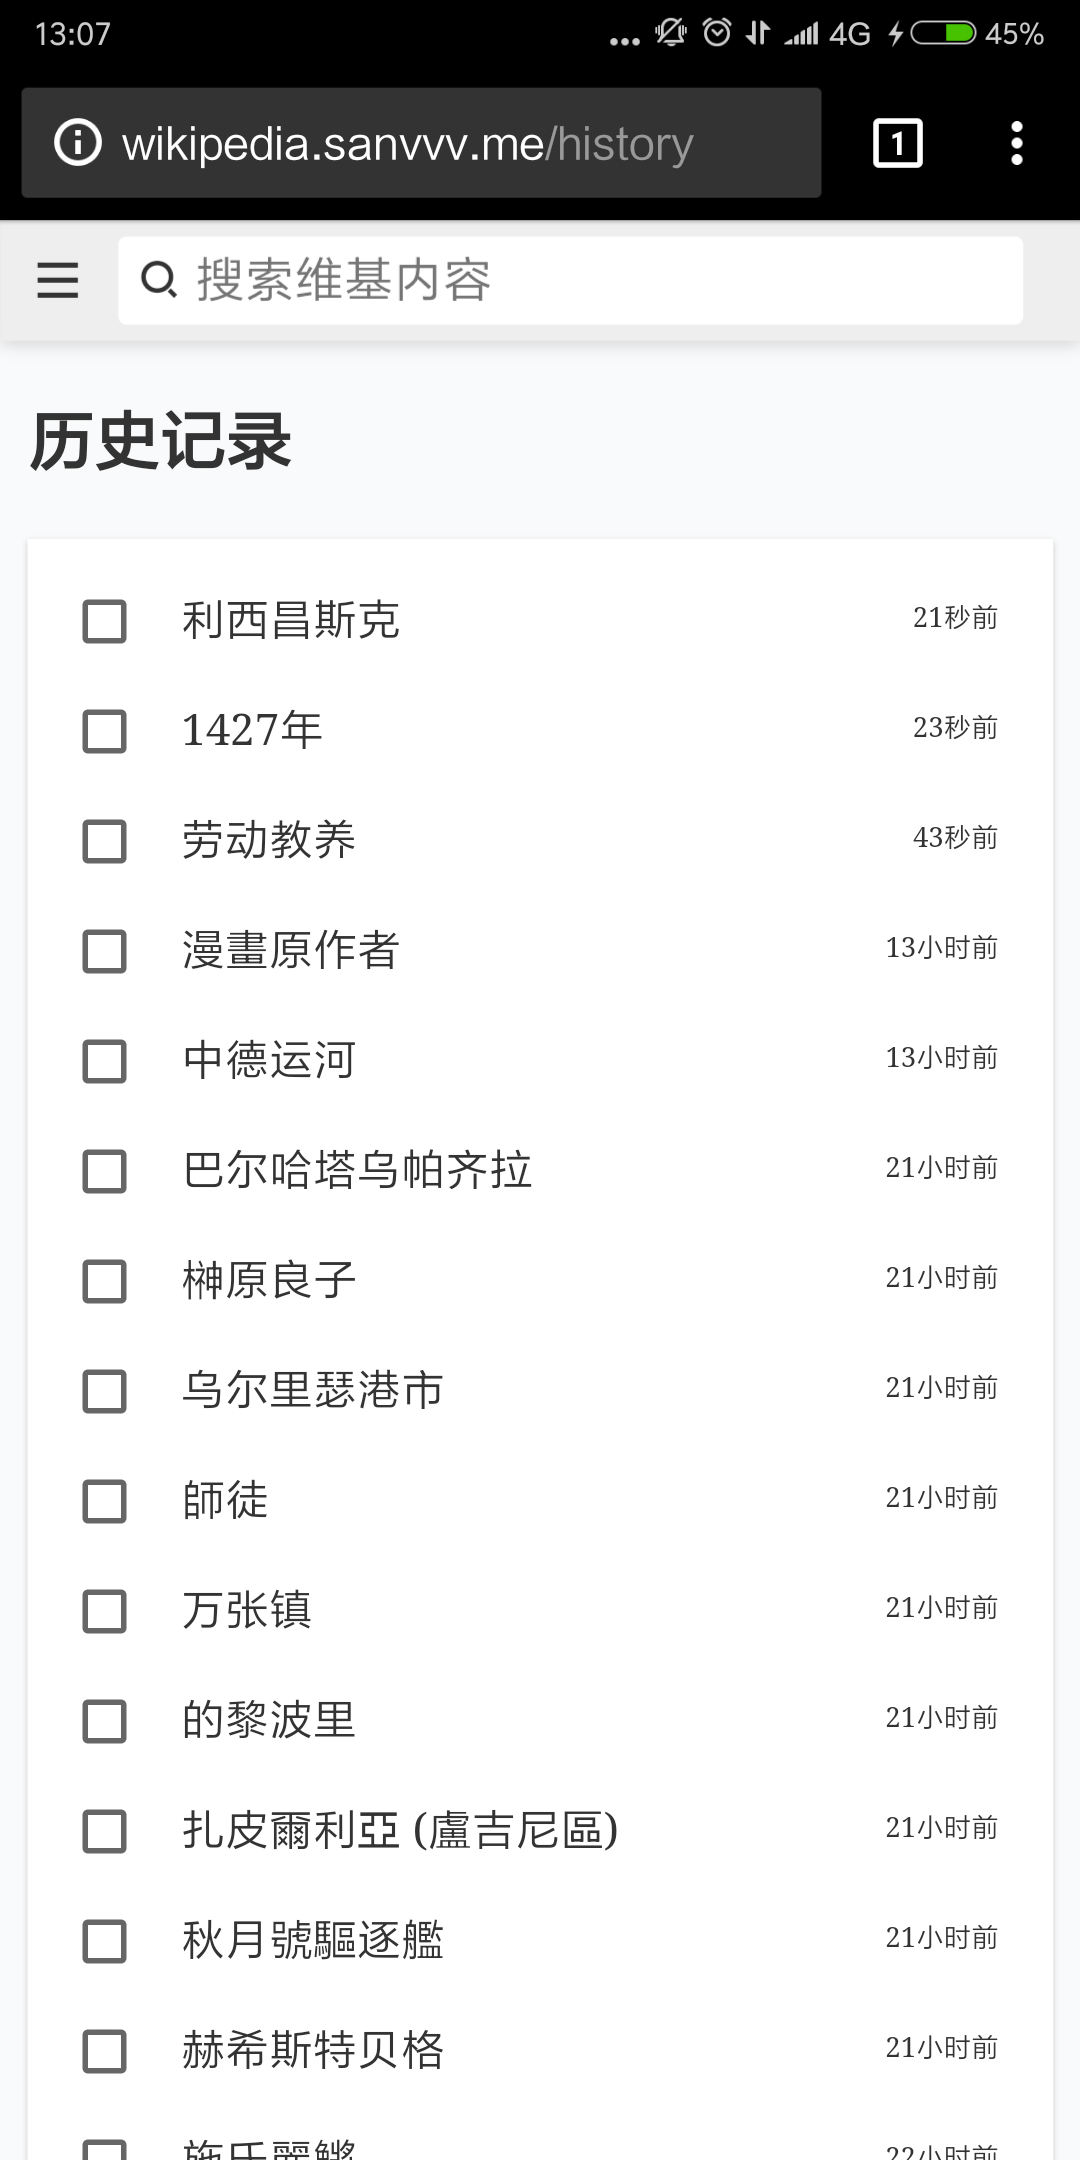 13:07
... 4G 45%
wikipedia.sanvvv.me/history
1
搜索维基内容
历史记录
利西昌斯克 21秒前
1427年 23秒前
劳动教养 43秒前
漫畫原作者 13小时前
中德运河 13小时前
巴尔哈塔乌帕齐拉 21小时前
榊原良子 21小时前
乌尔里瑟港市 21小时前
師徒 21小时前
万张镇 21小时前
的黎波里 21小时前
扎皮爾利亞 (盧吉尼區) 21小时前
秋月號驅逐艦 21小时前
赫希斯特贝格 21小时前
22小时前